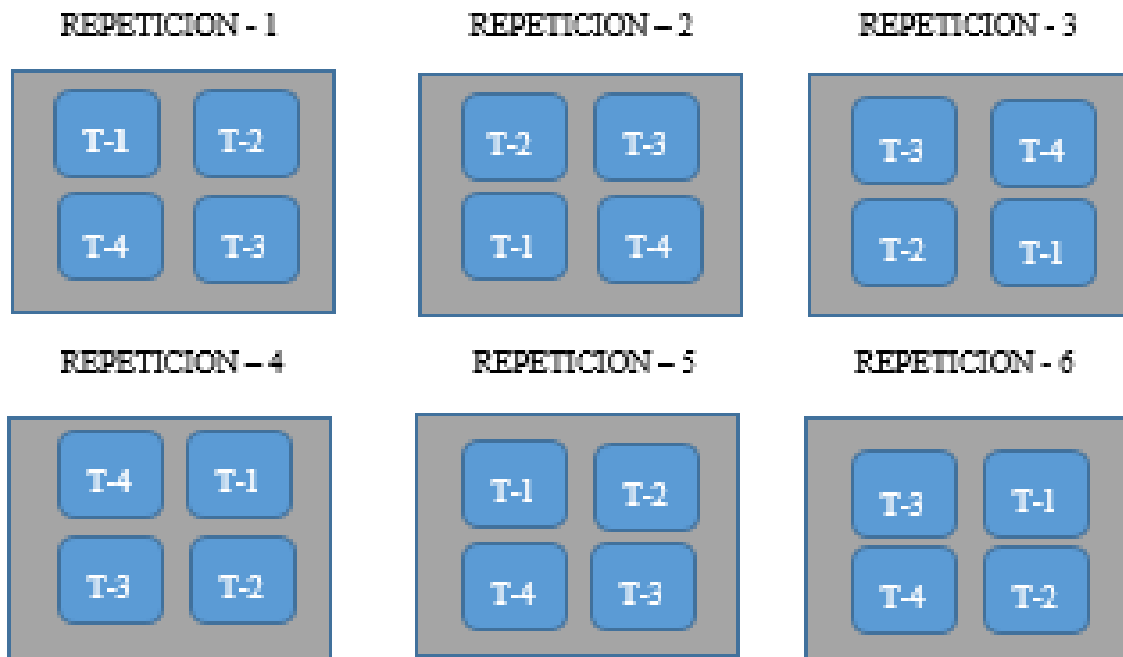 REPETICION - 1 REPETICION – 2 REPETICION - 3
T-1 T-2 T-2 T-3 T-3 T-4
T-4 T-3 T-1 T-4 T-2 T-1
REPETICION – 4 REPETICION – 5 REPETICION - 6
T-4 T-1 T-1 T-2 T-3 T-1
T-3 T-2 T-4 T-3 T-4 T-2